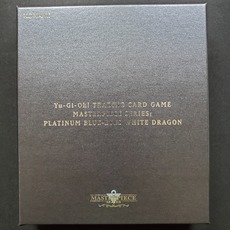 Yu-Gi-Oh! TRADING CARD GAME
MASTERPIECE SERIES:
PLATINUM BLUE-EYES WHITE DRAGON
MASTERPIECE